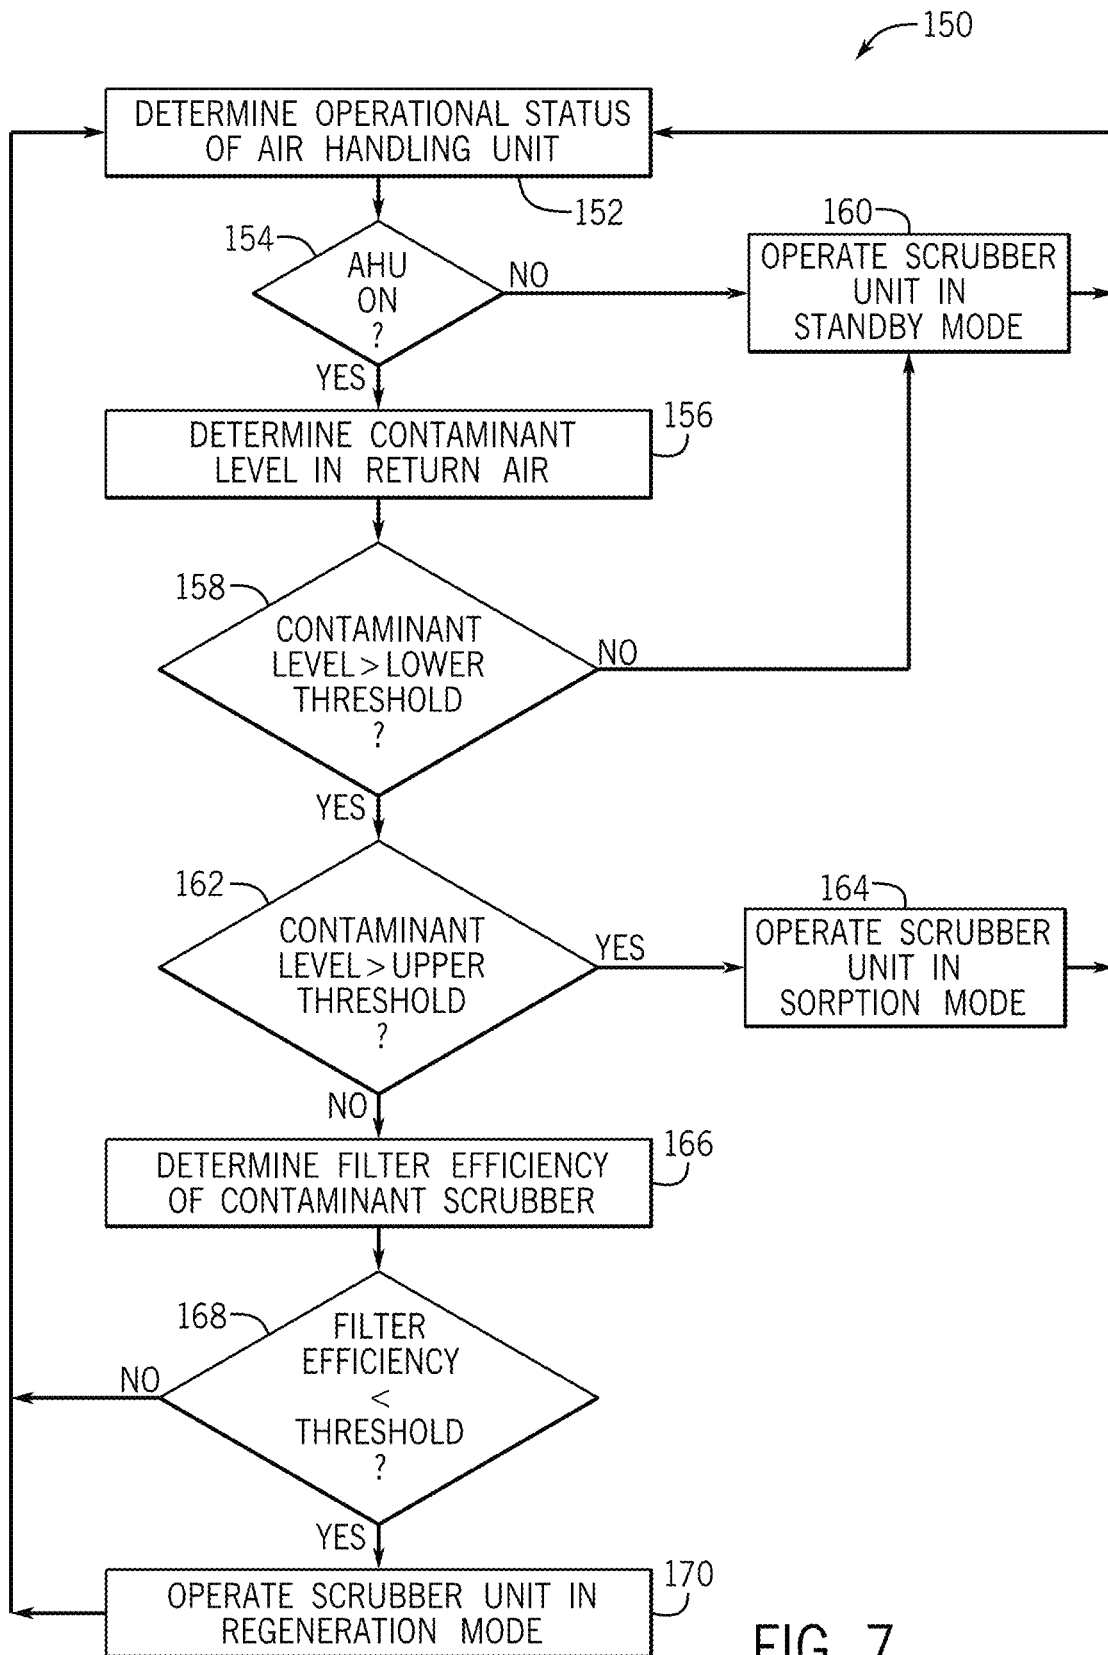 150
DETERMINE OPERATIONAL STATUS
OF AIR HANDLING UNIT
152
154
AHU
ON
?
NO
YES
160
OPERATE SCRUBBER
UNIT IN
STANDBY MODE
DETERMINE CONTAMINANT
LEVEL IN RETURN AIR
156
158
CONTAMINANT
LEVEL > LOWER
THRESHOLD
?
NO
YES
162
CONTAMINANT
LEVEL > UPPER
THRESHOLD
?
YES
NO
164
OPERATE SCRUBBER
UNIT IN
SORPTION MODE
DETERMINE FILTER EFFICIENCY
OF CONTAMINANT SCRUBBER
166
168
FILTER
EFFICIENCY
<
THRESHOLD
?
NO
YES
OPERATE SCRUBBER UNIT IN
REGENERATION MODE
170
FIG. 7